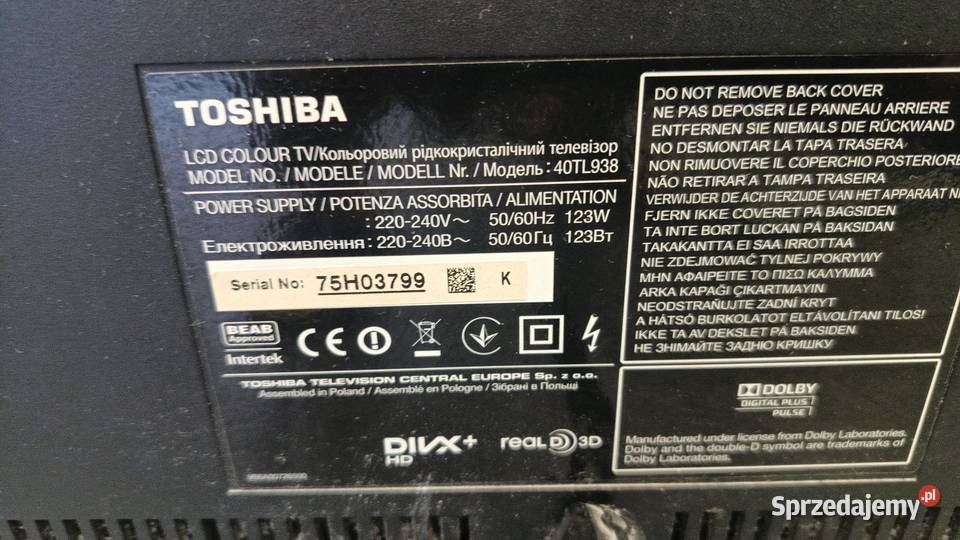 TOSHIBA
LCD COLOUR TV/Кольоровий рідкокристалічний телевізор
MODEL NO. / MODELE / MODELL Nr. / Модель : 40TL938
POWER SUPPLY / POTENZA ASSORBITA / ALIMENTATION
: 220-240V~ 50/60Hz 123W
Електроживлення : 220-240В~ 50/60Гц 123Вт
Serial No: 75H03799 K
BEAB
Approved
Intertek
CE
TOSHIBA TELEVISION CENTRAL EUROPE Sp. z o.o.
Assembled in Poland / Assemblé en Pologne / Зібрані в Польщі
DIVX+
HD
REAL D 3D
DO NOT REMOVE BACK COVER
NE PAS DEPOSER LE PANNEAU ARRIERE
ENTFERNEN SIE NIEMALS DIE RÜCKWAND
NO DESMONTAR LA TAPA TRASERA
NON RIMUOVERE IL COPERCHIO POSTERIORE
NÃO RETIRAR A TAMPA TRASEIRA
VERWIJDER DE ACHTERZIJDE VAN HET APPARAAT
FJERN IKKE COVERET PÅ BAGSIDEN
TA INTE BORT LUCKAN PÅ BAKSIDAN
TAKAKANTTA EI SAA IRROTTAA
NIE ZDEJMOWAĆ TYLNEJ POKRYWY
ΜΗΝ ΑΦΑΙΡΕΙΤΕ ΤΟ ΠΙΣΩ ΚΑΛΥΜΜΑ
ARKA KAPAĞI ÇIKARTMAYIN
NEODSTRAŇUJTE ZADNÍ KRYT
A HÁTSÓ BURKOLATOT ELTÁVOLÍTANI TILOS!
IKKE TA AV DEKSLET PÅ BAKSIDEN
НЕ ЗНІМАЙТЕ ЗАДНЮ КРИШКУ
DOLBY
DIGITAL PLUS
PULSE
Manufactured under license from Dolby Laboratories.
Dolby and the double-D symbol are trademarks of
Dolby Laboratories.
Sprzedajemy.pl